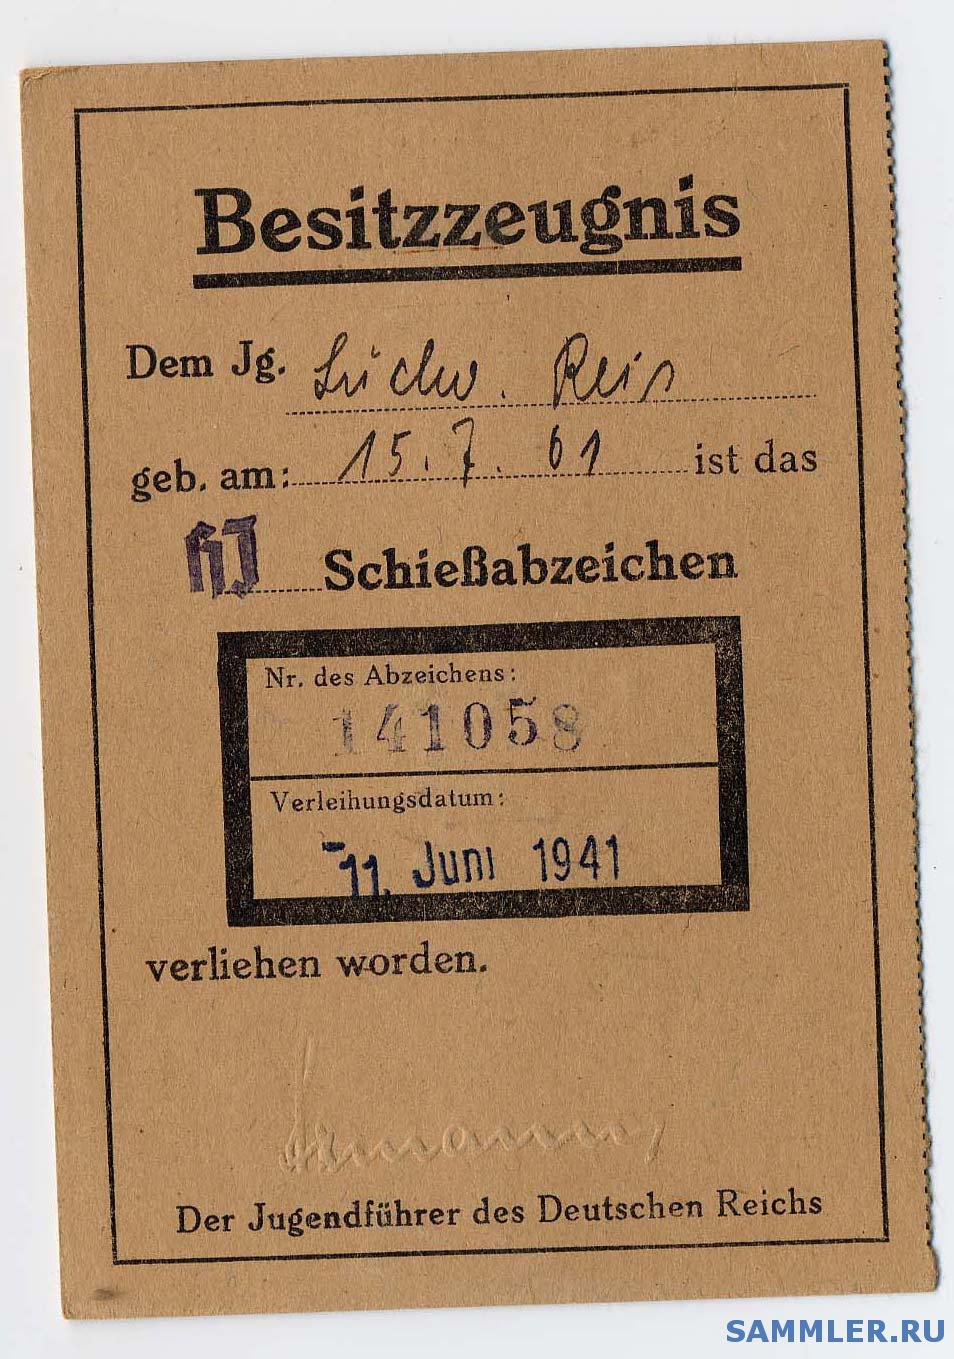 Besitzzeugnis
Dem Jg. Ludw. Reis
geb. am: 15.7.01 ist das
HJ Schießabzeichen
Nr. des Abzeichens:
141058
Verleihungsdatum:
-11. Juni 1941
verliehen worden.
Der Jugendführer des Deutschen Reichs
SAMMLER.RU